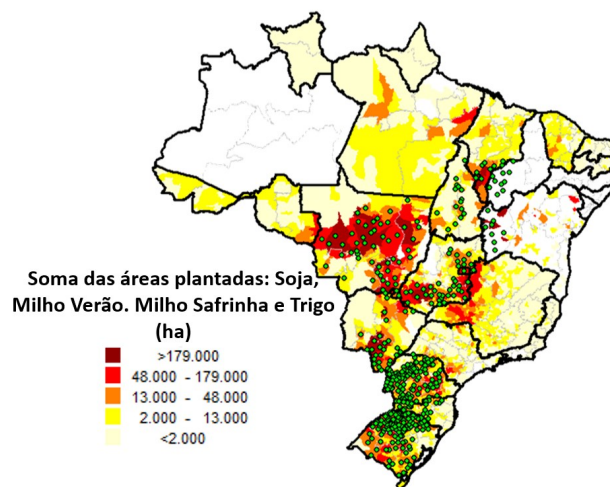 Soma das áreas plantadas: Soja,
Milho Verão. Milho Safrinha e Trigo
(ha)
>179.000
48.000 - 179.000
13.000 - 48.000
2.000 - 13.000
<2.000